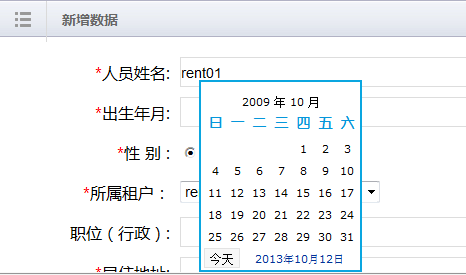 新增数据
*人员姓名: rent01
*出生年月:
*性 别：
*所属租户： re
职位（行政）:
*居住地址:
2009 年 10 月
日 一 二 三 四 五 六
1 2 3
4 5 6 7 8 9 10
11 12 13 14 15 16 17
18 19 20 21 22 23 24
25 26 27 28 29 30 31
今天 2013年10月12日